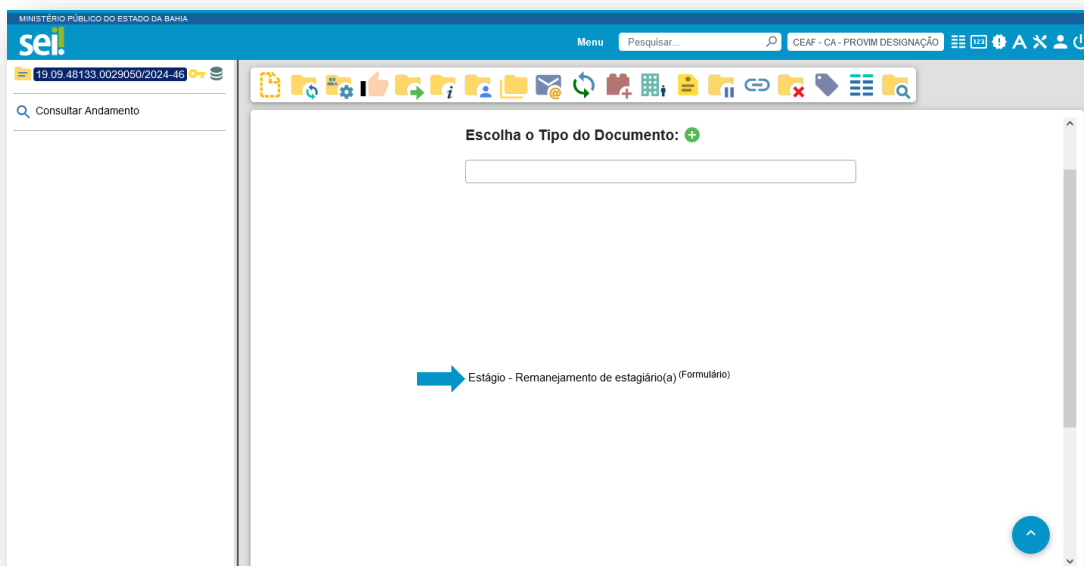 MINISTÉRIO PÚBLICO DO ESTADO DA BAHIA
sei!
Menu
Pesquisar...
CEAF - CA - PROVIM DESIGNAÇÃO
123
19.09.48133.0029050/2024-46
Consultar Andamento
Escolha o Tipo do Documento:
Estágio - Remanejamento de estagiário(a) (Formulário)